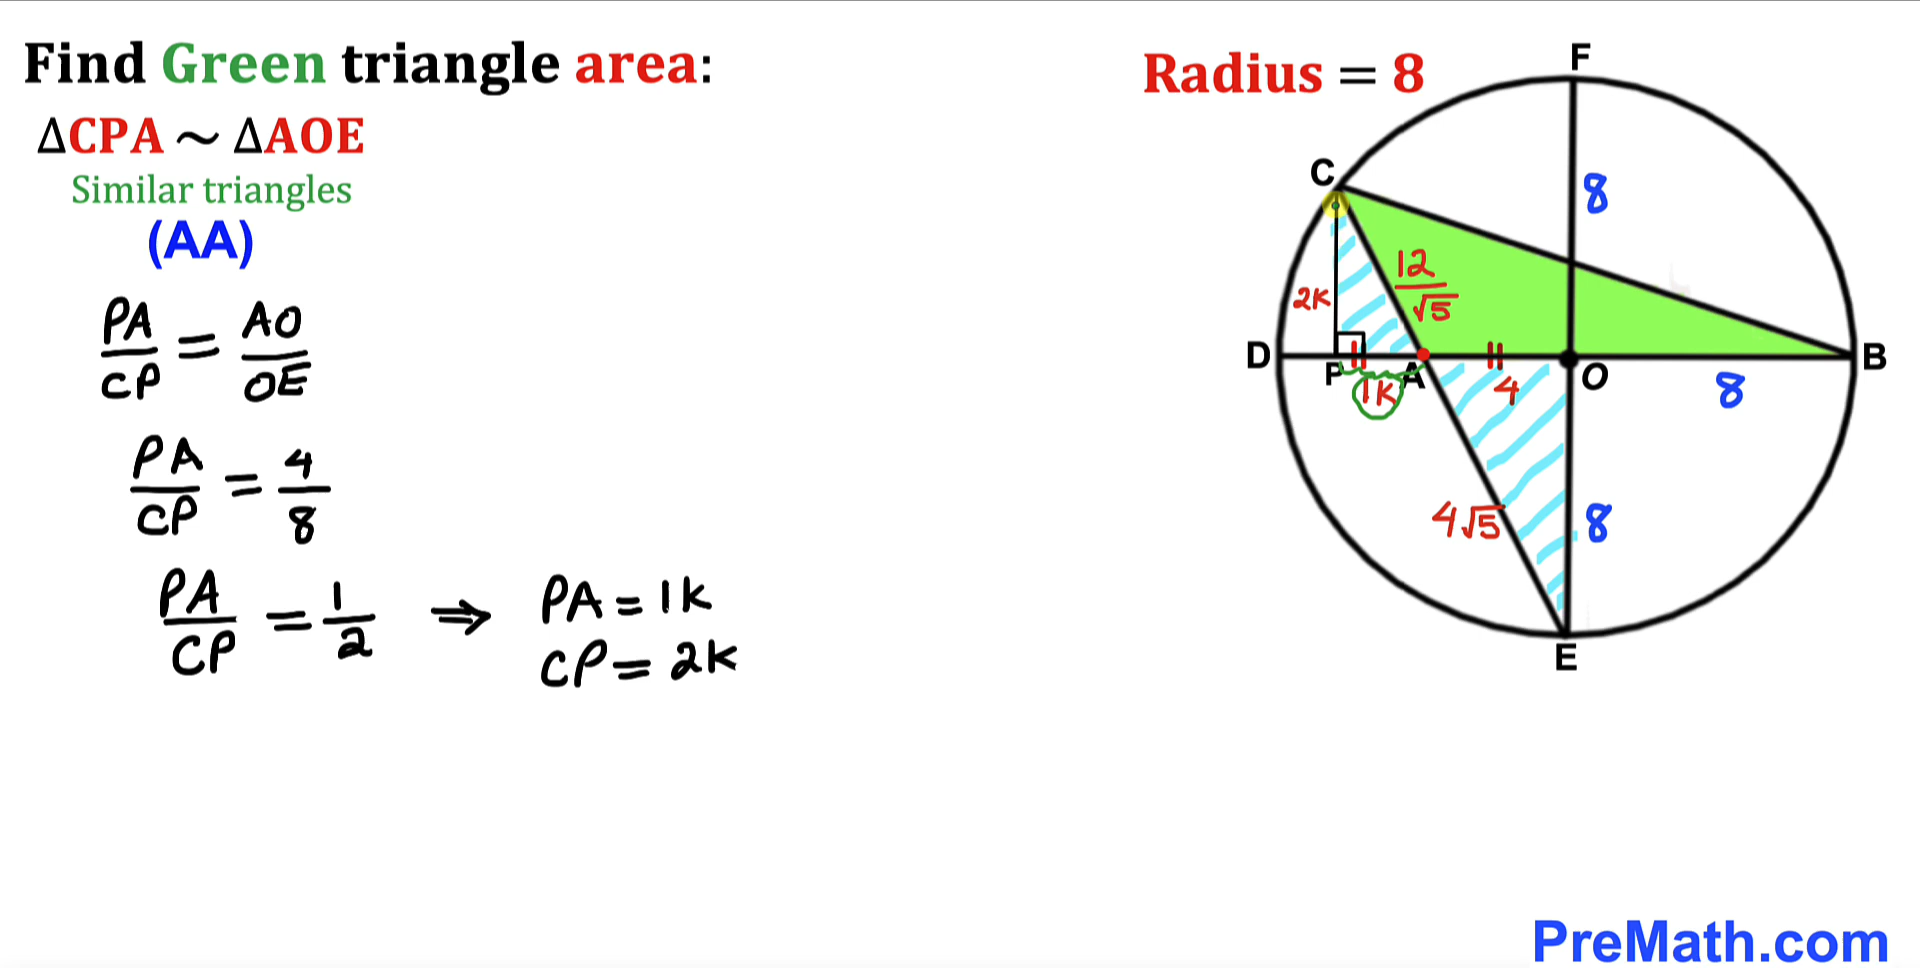 Find Green triangle area:
ΔCPA ~ ΔAOE
Similar triangles
(AA)
PA/CP = AO/OE
PA/CP = 4/8
PA/CP = 1/2 ⇒ PA = 1K
CP = 2K
Radius = 8
F
C
8
12/√5
2K
D
P
A
O
B
1K
4
8
4√5
8
E
PreMath.com